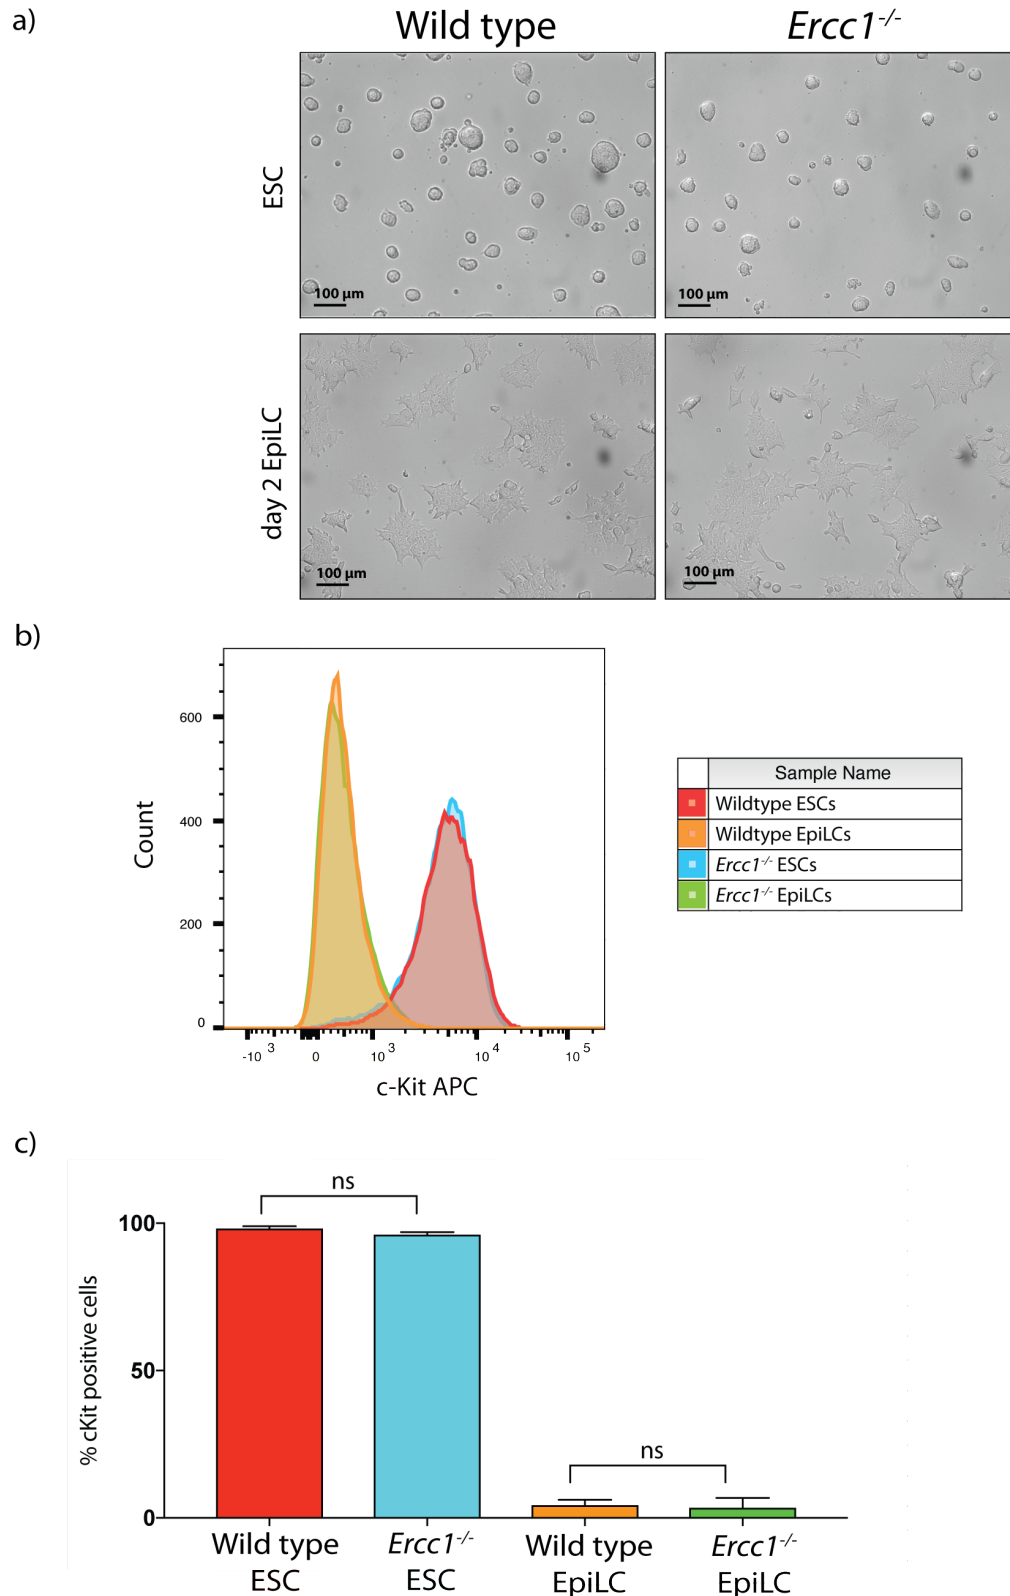 a)
Wild type
Ercc1-/-
ESC
100 µm
100 µm
day 2 EpiLC
100 µm
100 µm
b)
600
400
200
0
Count
-10 3
0
10 3
10 4
10 5
c-Kit APC
Sample Name
Wildtype ESCs
Wildtype EpiLCs
Ercc1-/- ESCs
Ercc1-/- EpiLCs
c)
ns
100
50
0
% cKit positive cells
ns
Wild type
ESC
Ercc1-/-
ESC
Wild type
EpiLC
Ercc1-/-
EpiLC